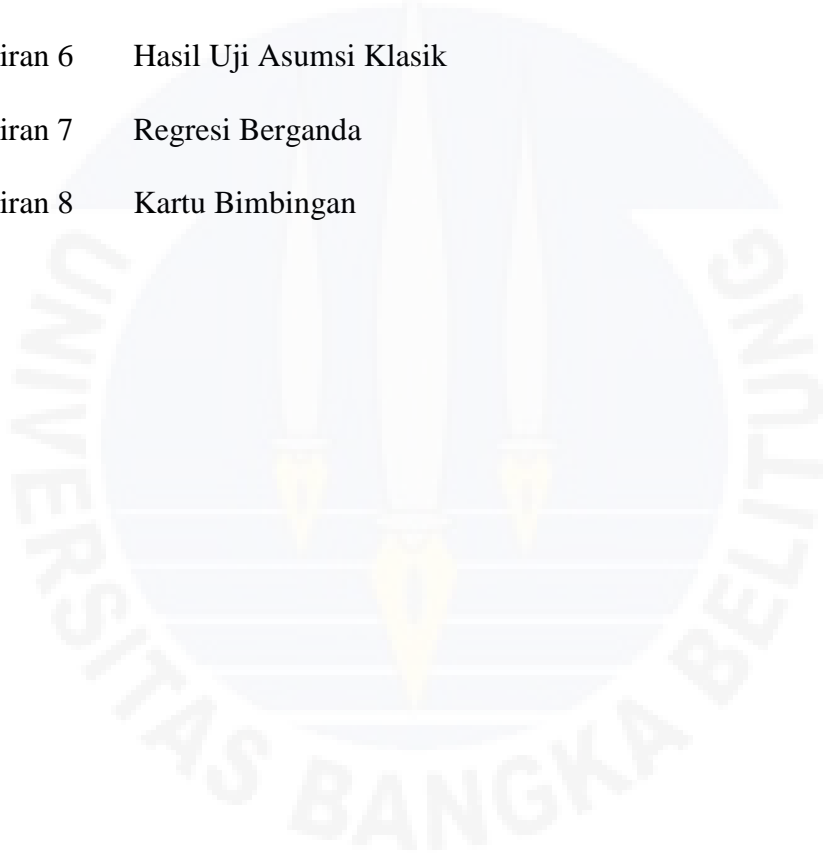 iran 6 Hasil Uji Asumsi Klasik
iran 7 Regresi Berganda
iran 8 Kartu Bimbingan
UNIVERSITAS BANGKA BELITUNG